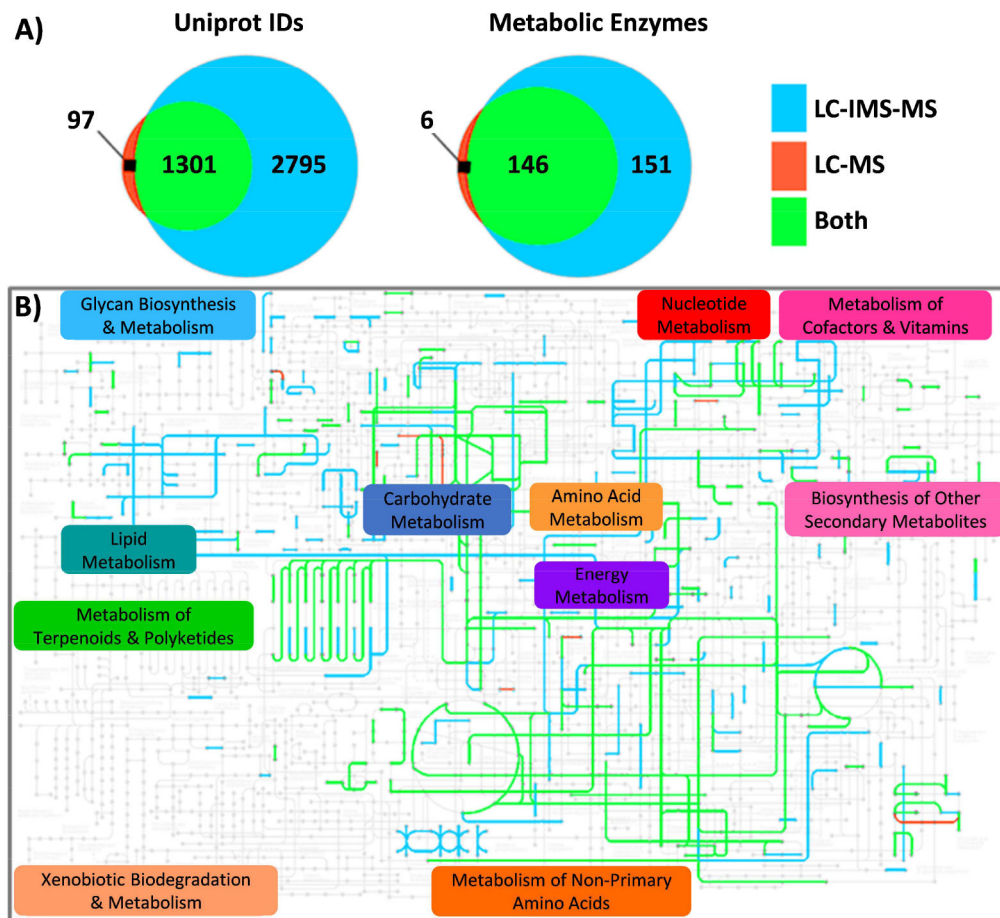 A)
Uniprot IDs
Metabolic Enzymes
97
1301
2795
6
146
151
LC-IMS-MS
LC-MS
Both
B)
Glycan Biosynthesis
& Metabolism
Nucleotide
Metabolism
Metabolism of
Cofactors & Vitamins
Carbohydrate
Metabolism
Amino Acid
Metabolism
Biosynthesis of Other
Secondary Metabolites
Lipid
Metabolism
Energy
Metabolism
Metabolism of
Terpenoids & Polyketides
Xenobiotic Biodegradation
& Metabolism
Metabolism of Non-Primary
Amino Acids